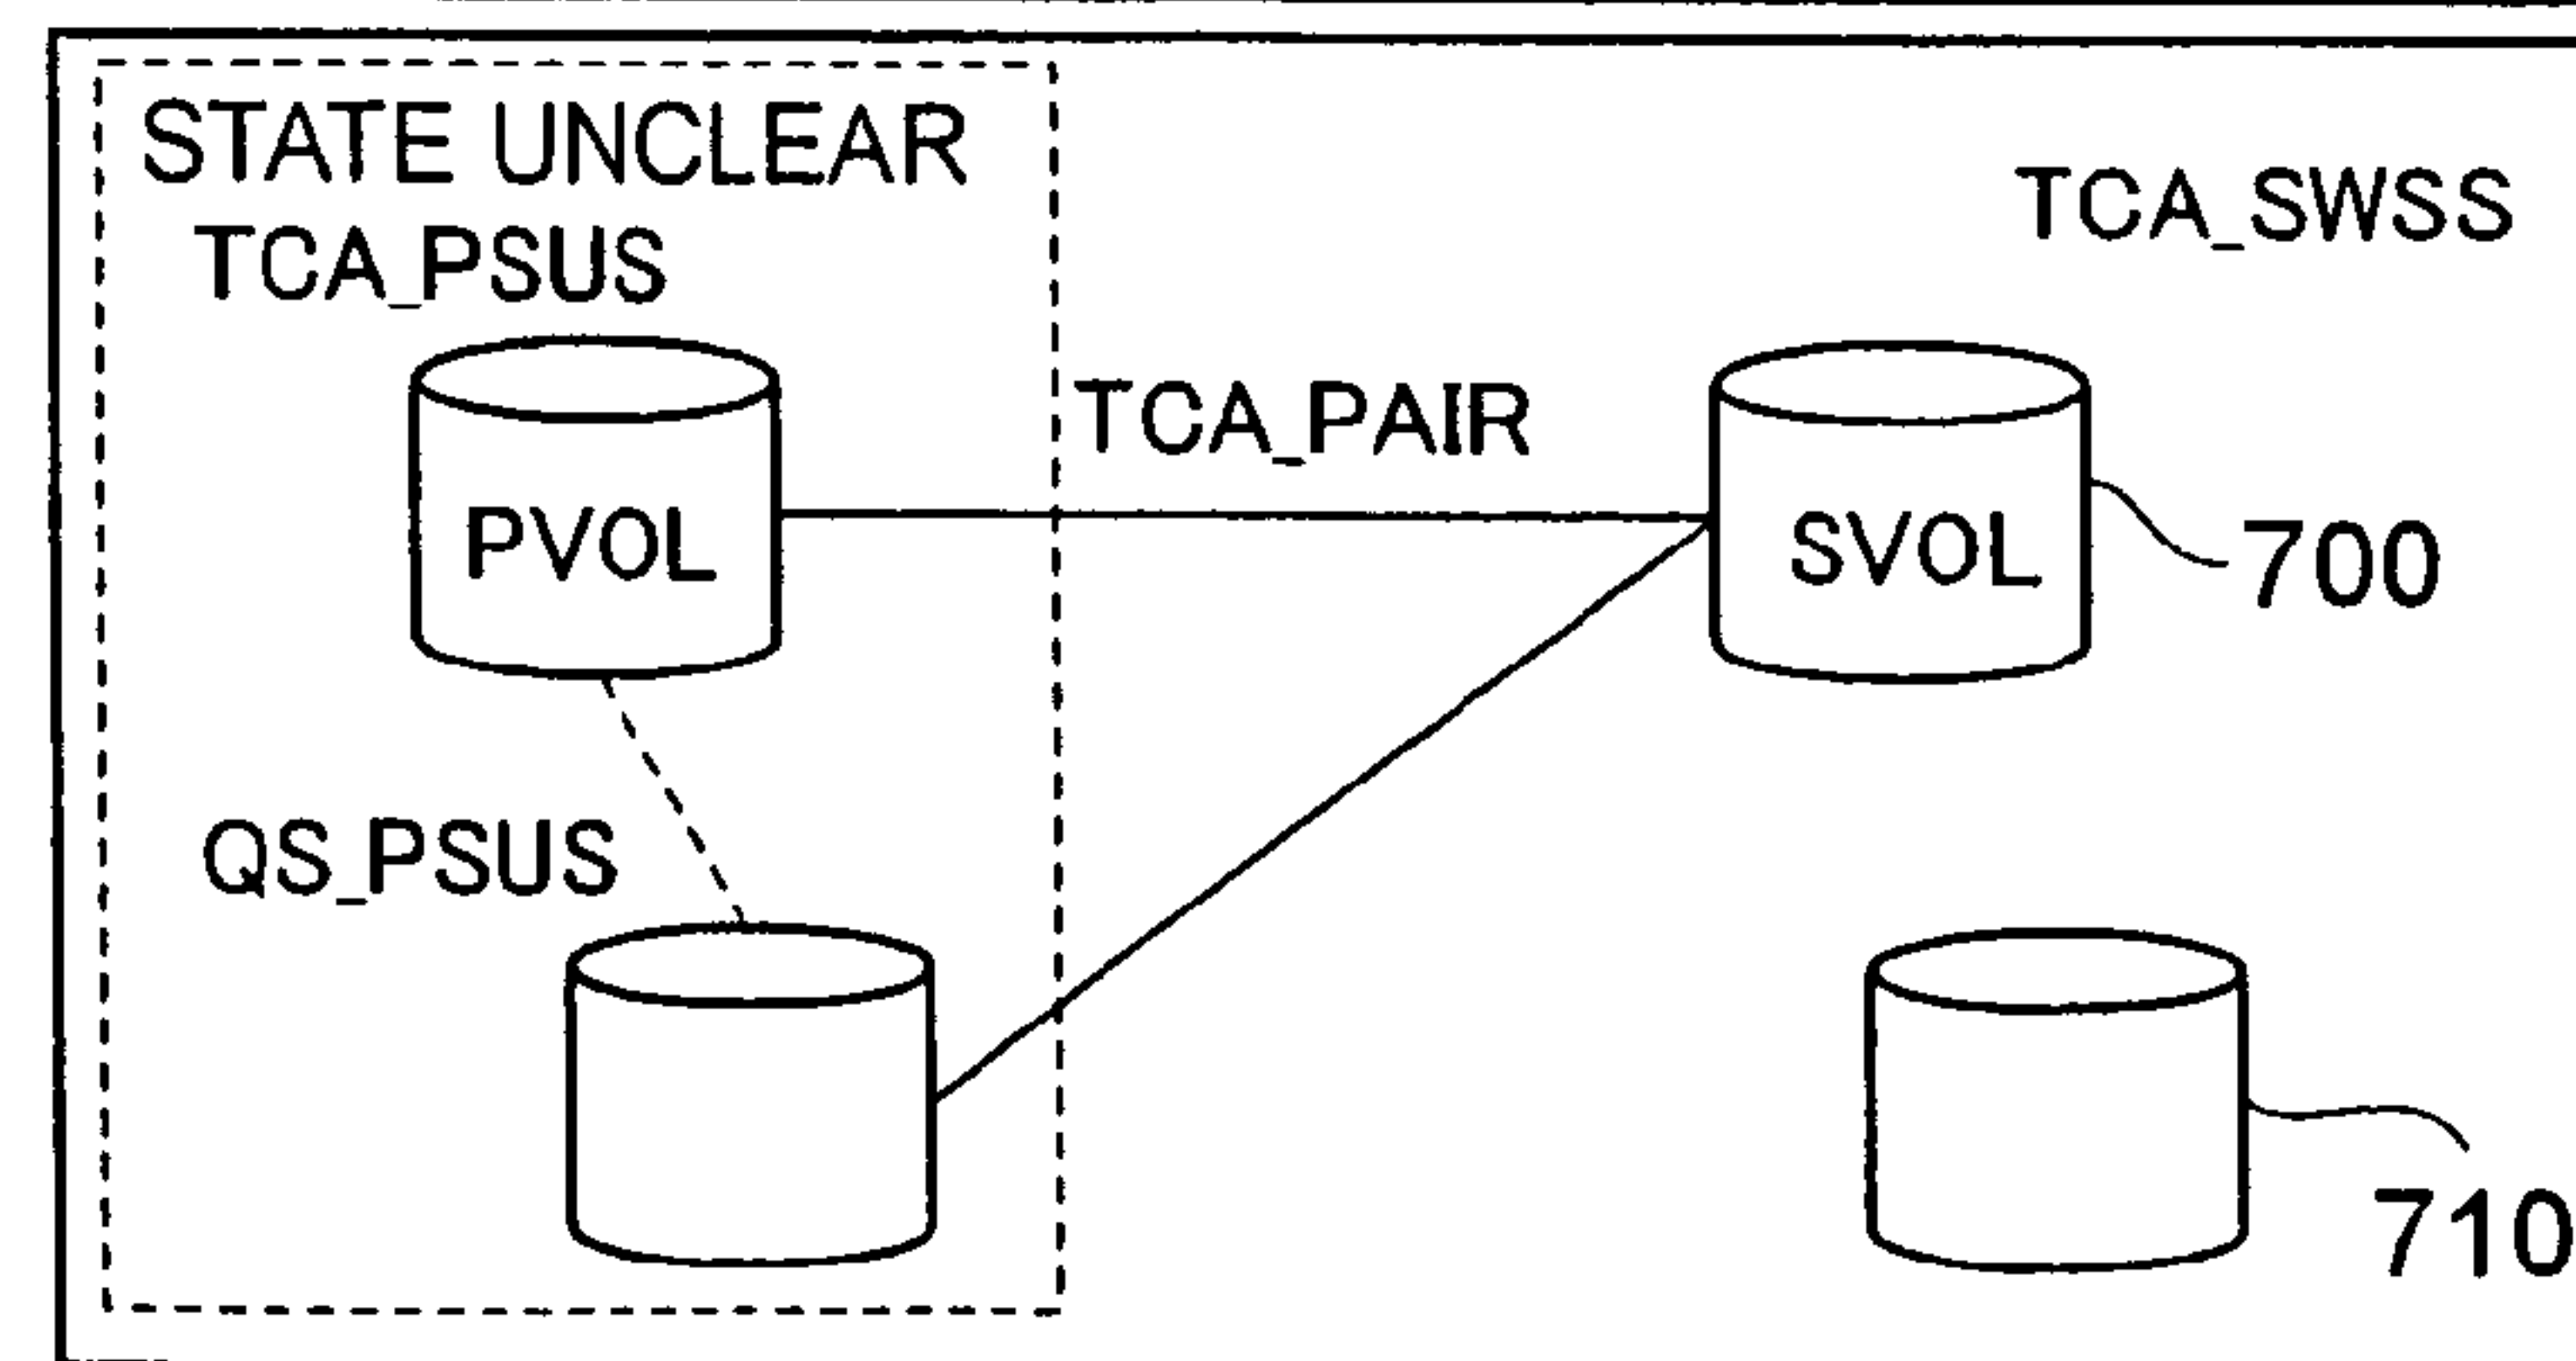 STATE UNCLEAR
TCA_PSUS
TCA_SWSS
TCA_PAIR
PVOL
SVOL
700
QS_PSUS
710